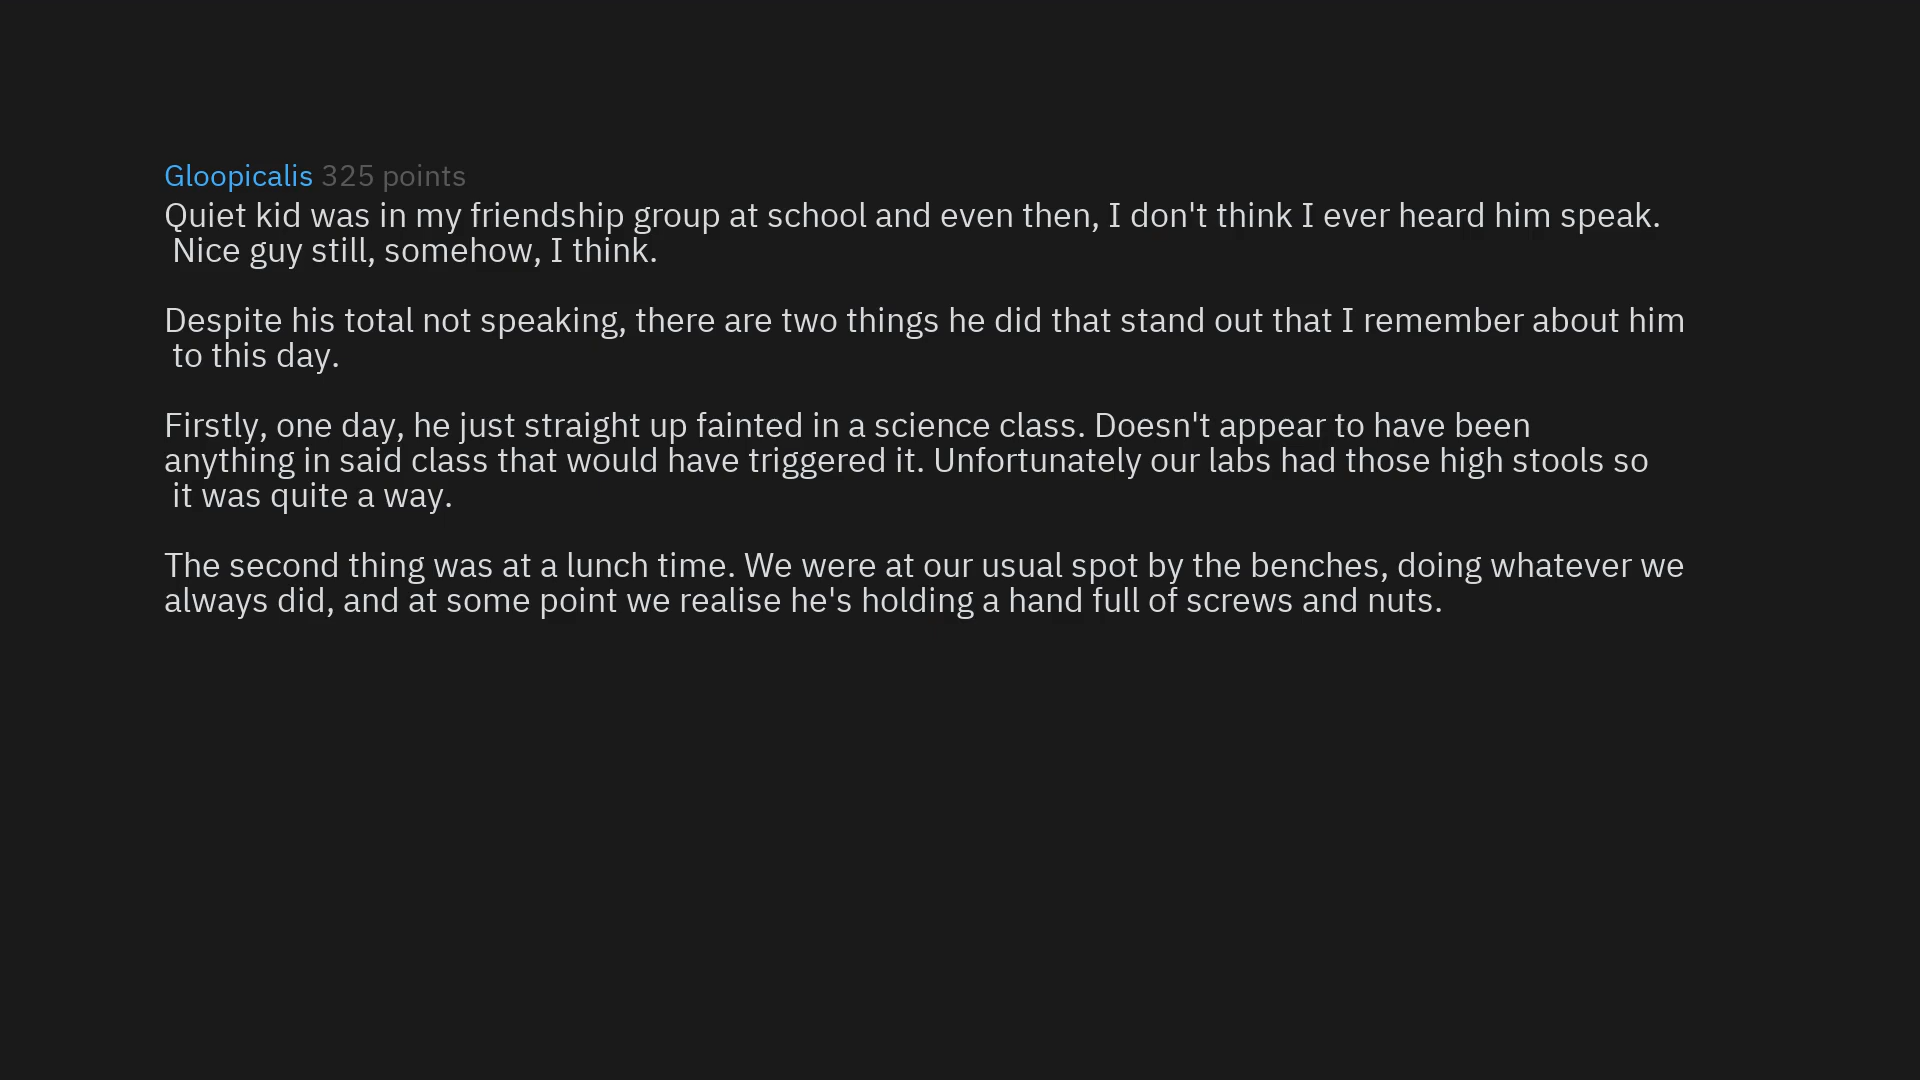 Gloopicalis 325 points
Quiet kid was in my friendship group at school and even then, I don't think I ever heard him speak.
Nice guy still, somehow, I think.
Despite his total not speaking, there are two things he did that stand out that I remember about him
to this day.
Firstly, one day, he just straight up fainted in a science class. Doesn't appear to have been
anything in said class that would have triggered it. Unfortunately our labs had those high stools so
it was quite a way.
The second thing was at a lunch time. We were at our usual spot by the benches, doing whatever we
always did, and at some point we realise he's holding a hand full of screws and nuts.